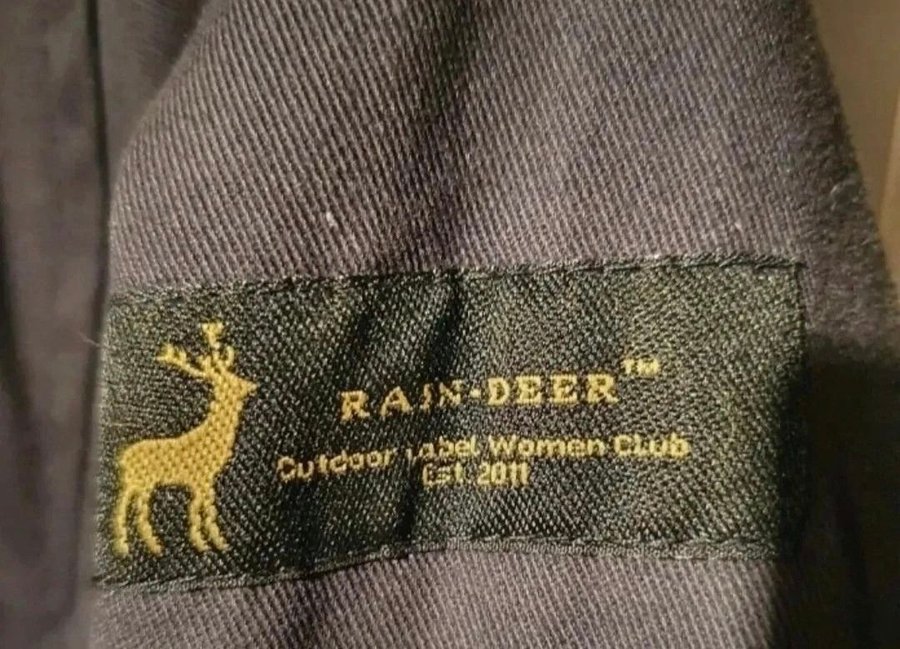 RAIN-DEER™
Outdoor Label Women Club
Est. 2011